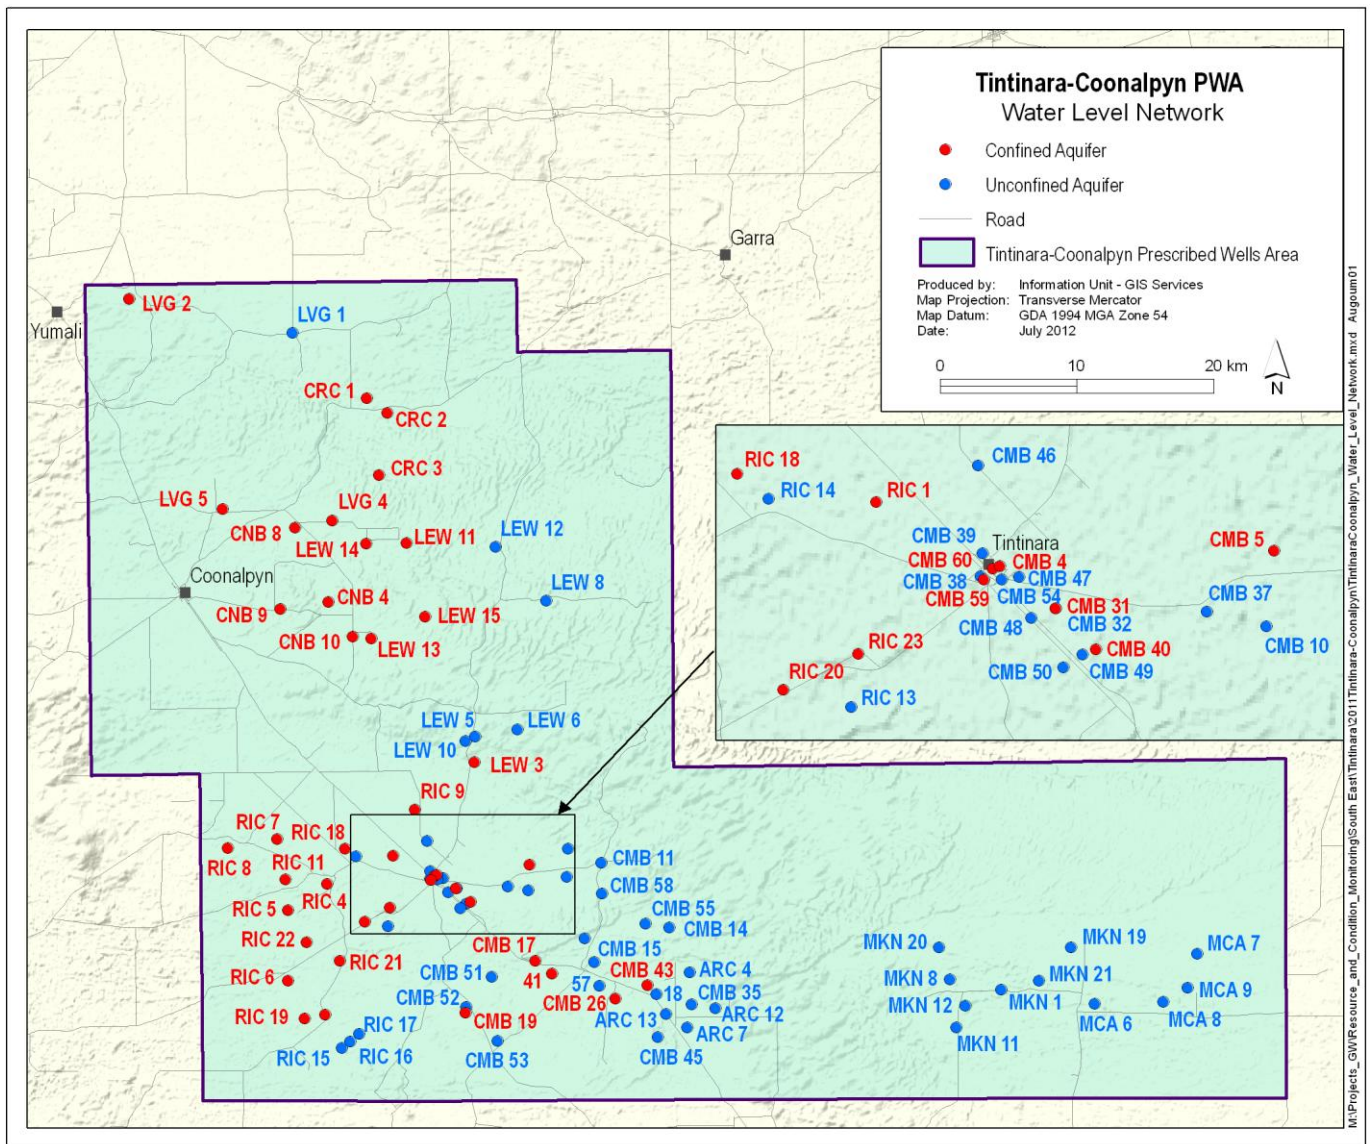 Tintinara-Coonalpyn PWA
Water Level Network
Confined Aquifer
Unconfined Aquifer
Road
Tintinara-Coonalpyn Prescribed Wells Area
Produced by: Information Unit - GIS Services
Map Projection: Transverse Mercator
Map Datum: GDA 1994 MGA Zone 54
Date: July 2012
0 10 20 km
N
Garra
Yumali
LVG 2
LVG 1
CRC 1
CRC 2
CRC 3
LVG 5
LVG 4
CNB 8
LEW 14
LEW 11
LEW 12
Coonalpyn
LEW 8
CNB 4
CNB 9
LEW 15
CNB 10
LEW 13
LEW 5
LEW 6
LEW 10
LEW 3
RIC 9
RIC 18
CMB 46
RIC 14
RIC 1
CMB 39
Tintinara
CMB 5
CMB 60
CMB 4
CMB 38
CMB 47
CMB 59
CMB 54
CMB 37
CMB 31
CMB 48
CMB 32
CMB 10
RIC 23
CMB 40
CMB 50
CMB 49
RIC 20
RIC 13
RIC 7
RIC 18
RIC 8
RIC 11
CMB 11
RIC 4
CMB 58
RIC 5
CMB 55
CMB 14
RIC 22
CMB 17
CMB 15
MKN 20
MKN 19
MCA 7
RIC 21
CMB 51
41
CMB 43
ARC 4
RIC 6
57
MKN 8
MKN 21
CMB 52
CMB 26
18
CMB 35
MCA 9
RIC 19
CMB 19
ARC 13
ARC 12
MKN 12
MKN 1
MCA 6
MCA 8
RIC 17
ARC 7
RIC 15
RIC 16
CMB 53
CMB 45
MKN 11
M:\Projects_GW\Resource_and_Condition_Monitoring\South East\Tintinara\2011\Tintinara-Coonalpyn\TintinaraCoonalpyn_Water_Level_Network.mxd Augoum01